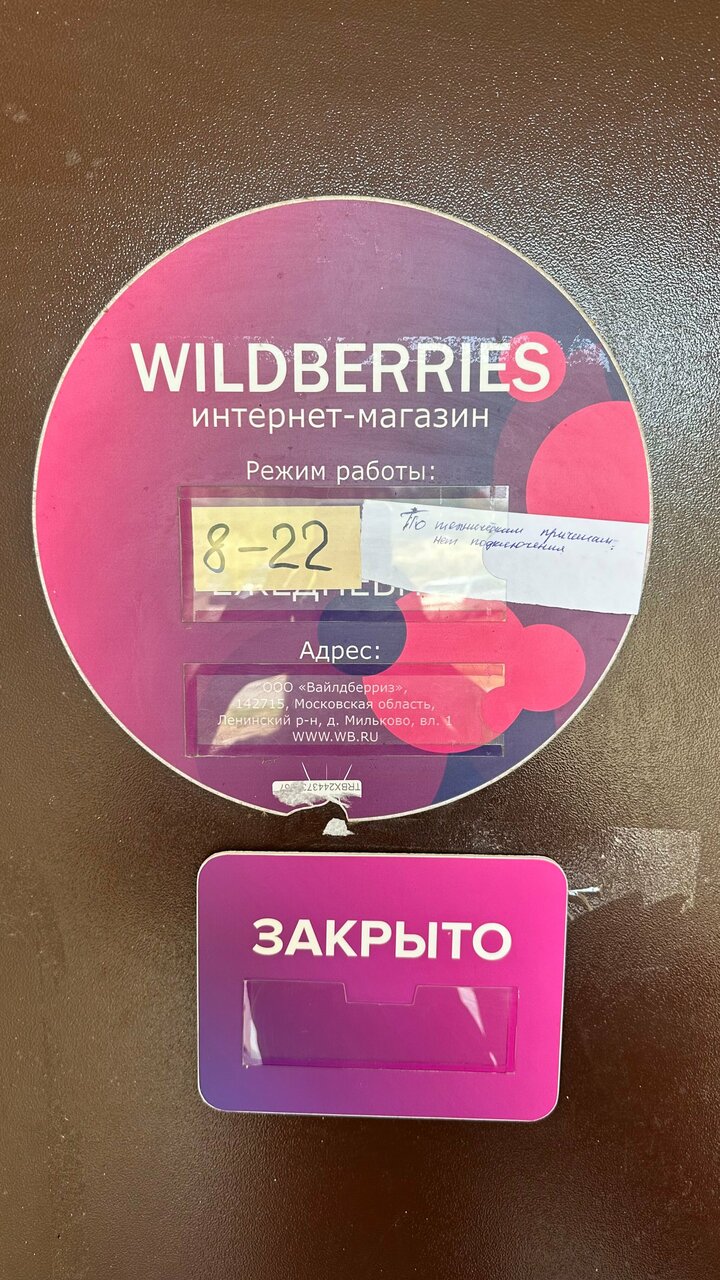 WILDBERRIES
интернет-магазин
Режим работы:
8-22
По техническим причинам:
нет подключения
ЕЖЕДНЕВНО
Адрес:
ООО «Вайлдберриз»,
142715, Московская область,
Ленинский р-н, д. Мильково, вл. 1
WWW.WB.RU
ЗАКРЫТО